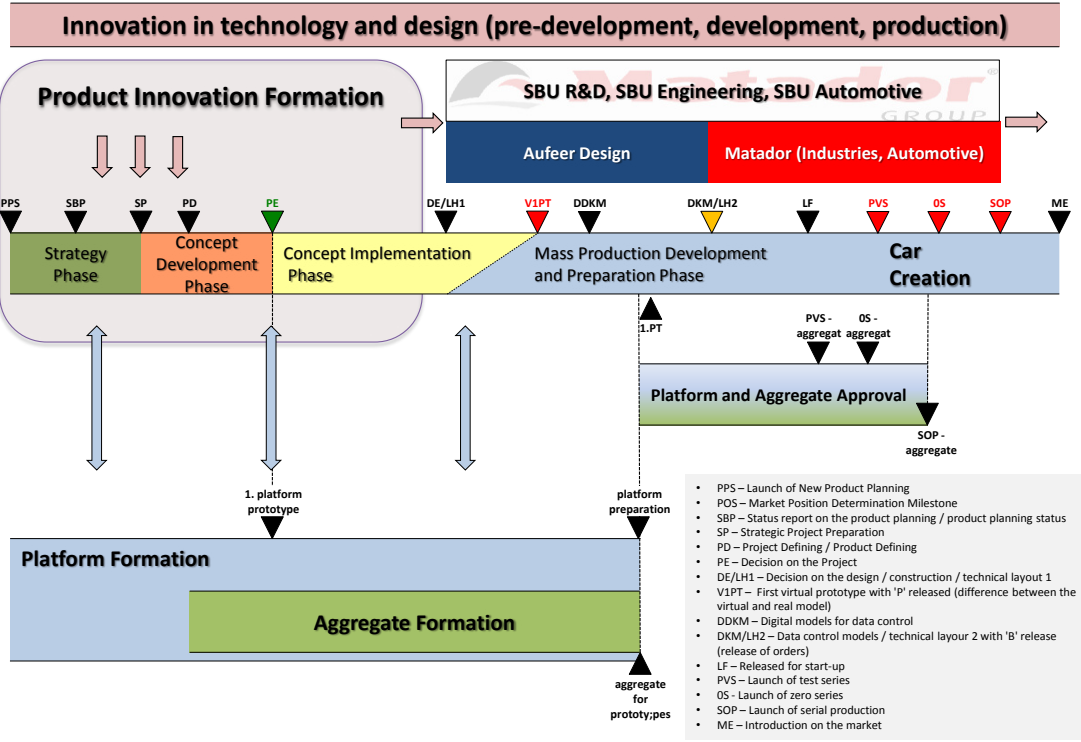 Innovation in technology and design (pre-development, development, production)
Product Innovation Formation
Matador®
GROUP
SBU R&D, SBU Engineering, SBU Automotive
Aufeer Design
Matador (Industries, Automotive)
PPS
SBP
SP
PD
PE
DE/LH1
V1PT
DDKM
DKM/LH2
LF
PVS
0S
SOP
ME
Strategy
Phase
Concept
Development
Phase
Concept Implementation
Phase
Mass Production Development
and Preparation Phase
Car
Creation
1.PT
PVS -
aggregat
0S -
aggregat
Platform and Aggregate Approval
SOP -
aggregate
1. platform
prototype
platform
preparation
Platform Formation
Aggregate Formation
aggregate
for
prototy;pes
• PPS – Launch of New Product Planning
• POS – Market Position Determination Milestone
• SBP – Status report on the product planning / product planning status
• SP – Strategic Project Preparation
• PD – Project Defining / Product Defining
• PE – Decision on the Project
• DE/LH1 – Decision on the design / construction / technical layout 1
• V1PT – First virtual prototype with 'P' released (difference between the
virtual and real model)
• DDKM – Digital models for data control
• DKM/LH2 – Data control models / technical layour 2 with 'B' release
(release of orders)
• LF – Released for start-up
• PVS – Launch of test series
• 0S - Launch of zero series
• SOP – Launch of serial production
• ME – Introduction on the market